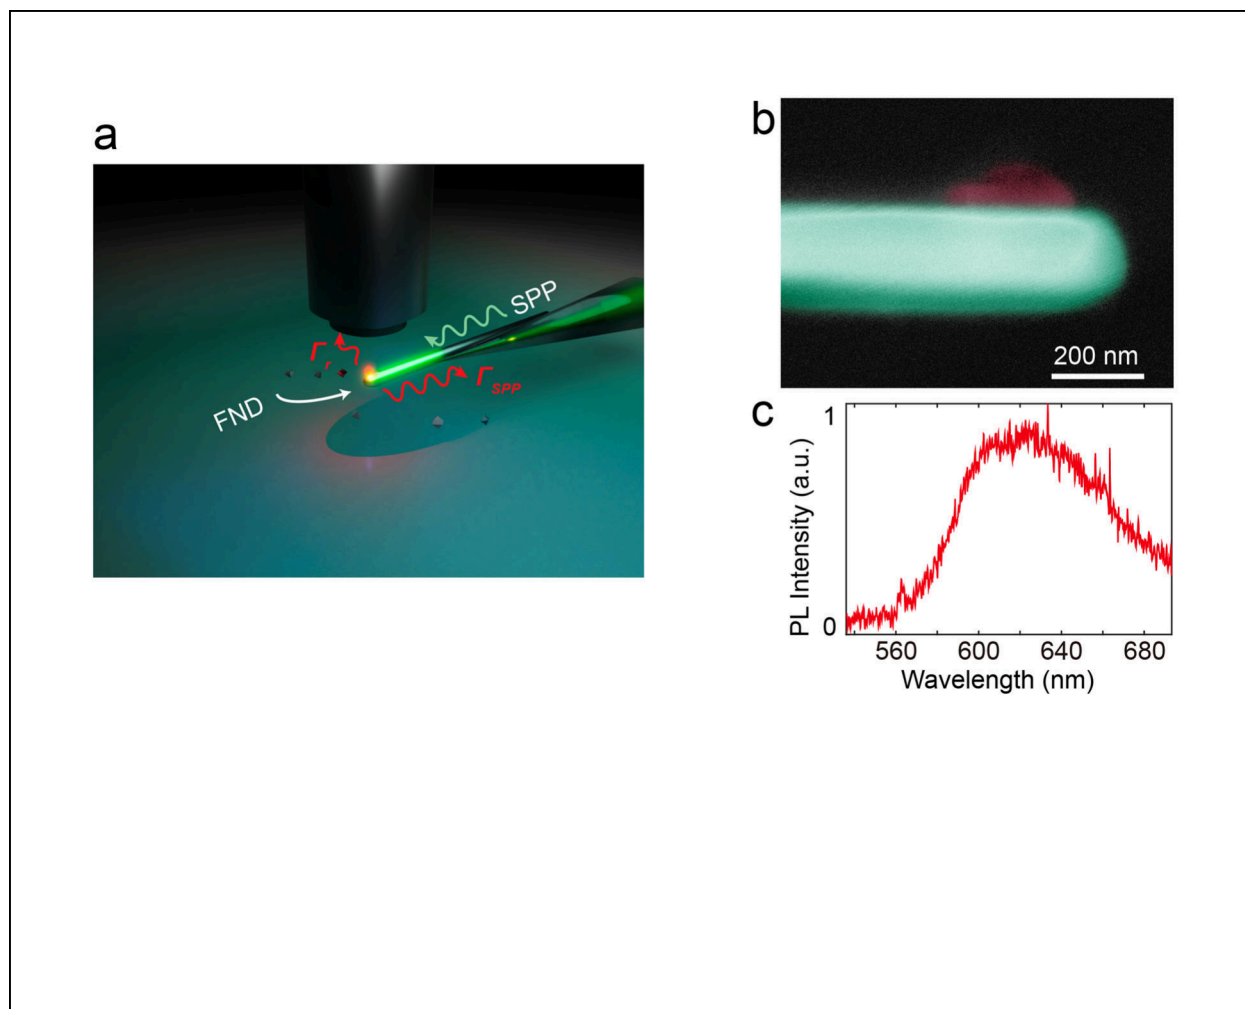 a
SPP
Γr
ΓSPP
FND
b
200 nm
c
1
0
PL Intensity (a.u.)
560
600
640
680
Wavelength (nm)